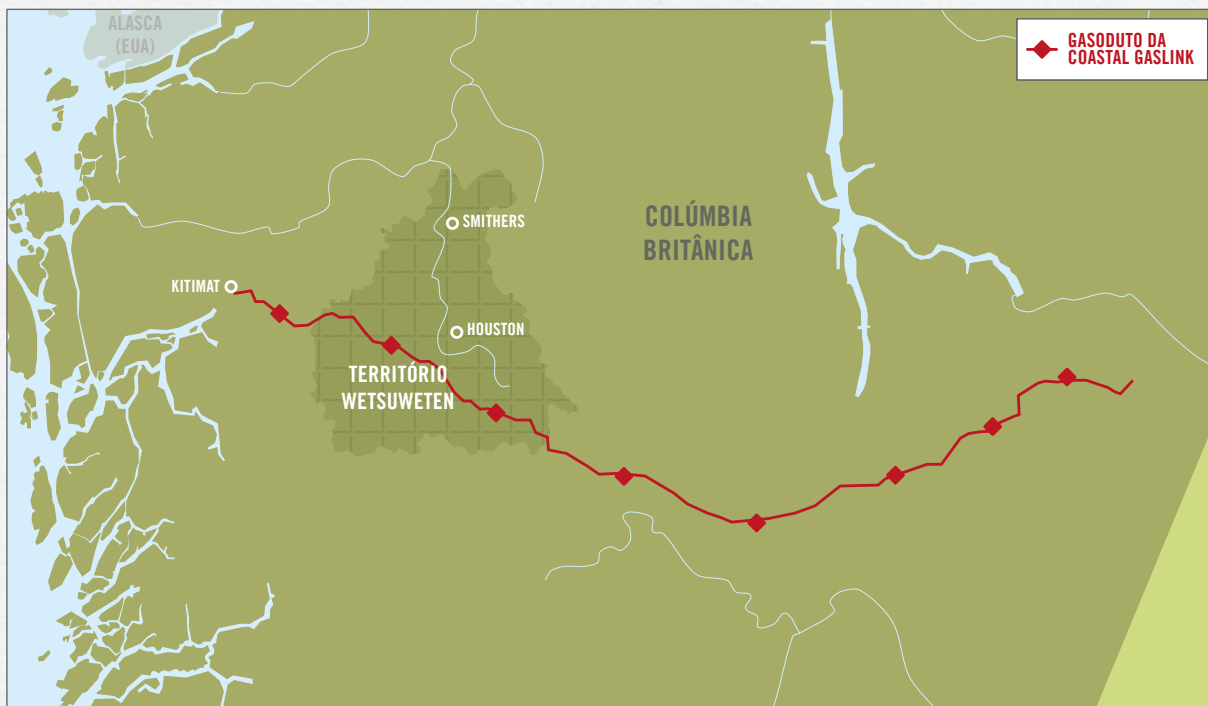 ALASCA
(EUA)
GASODUTO DA
COASTAL GASLINK
SMITHERS
COLÚMBIA
BRITÂNICA
KITIMAT
HOUSTON
TERRITÓRIO
WETSUWETEN